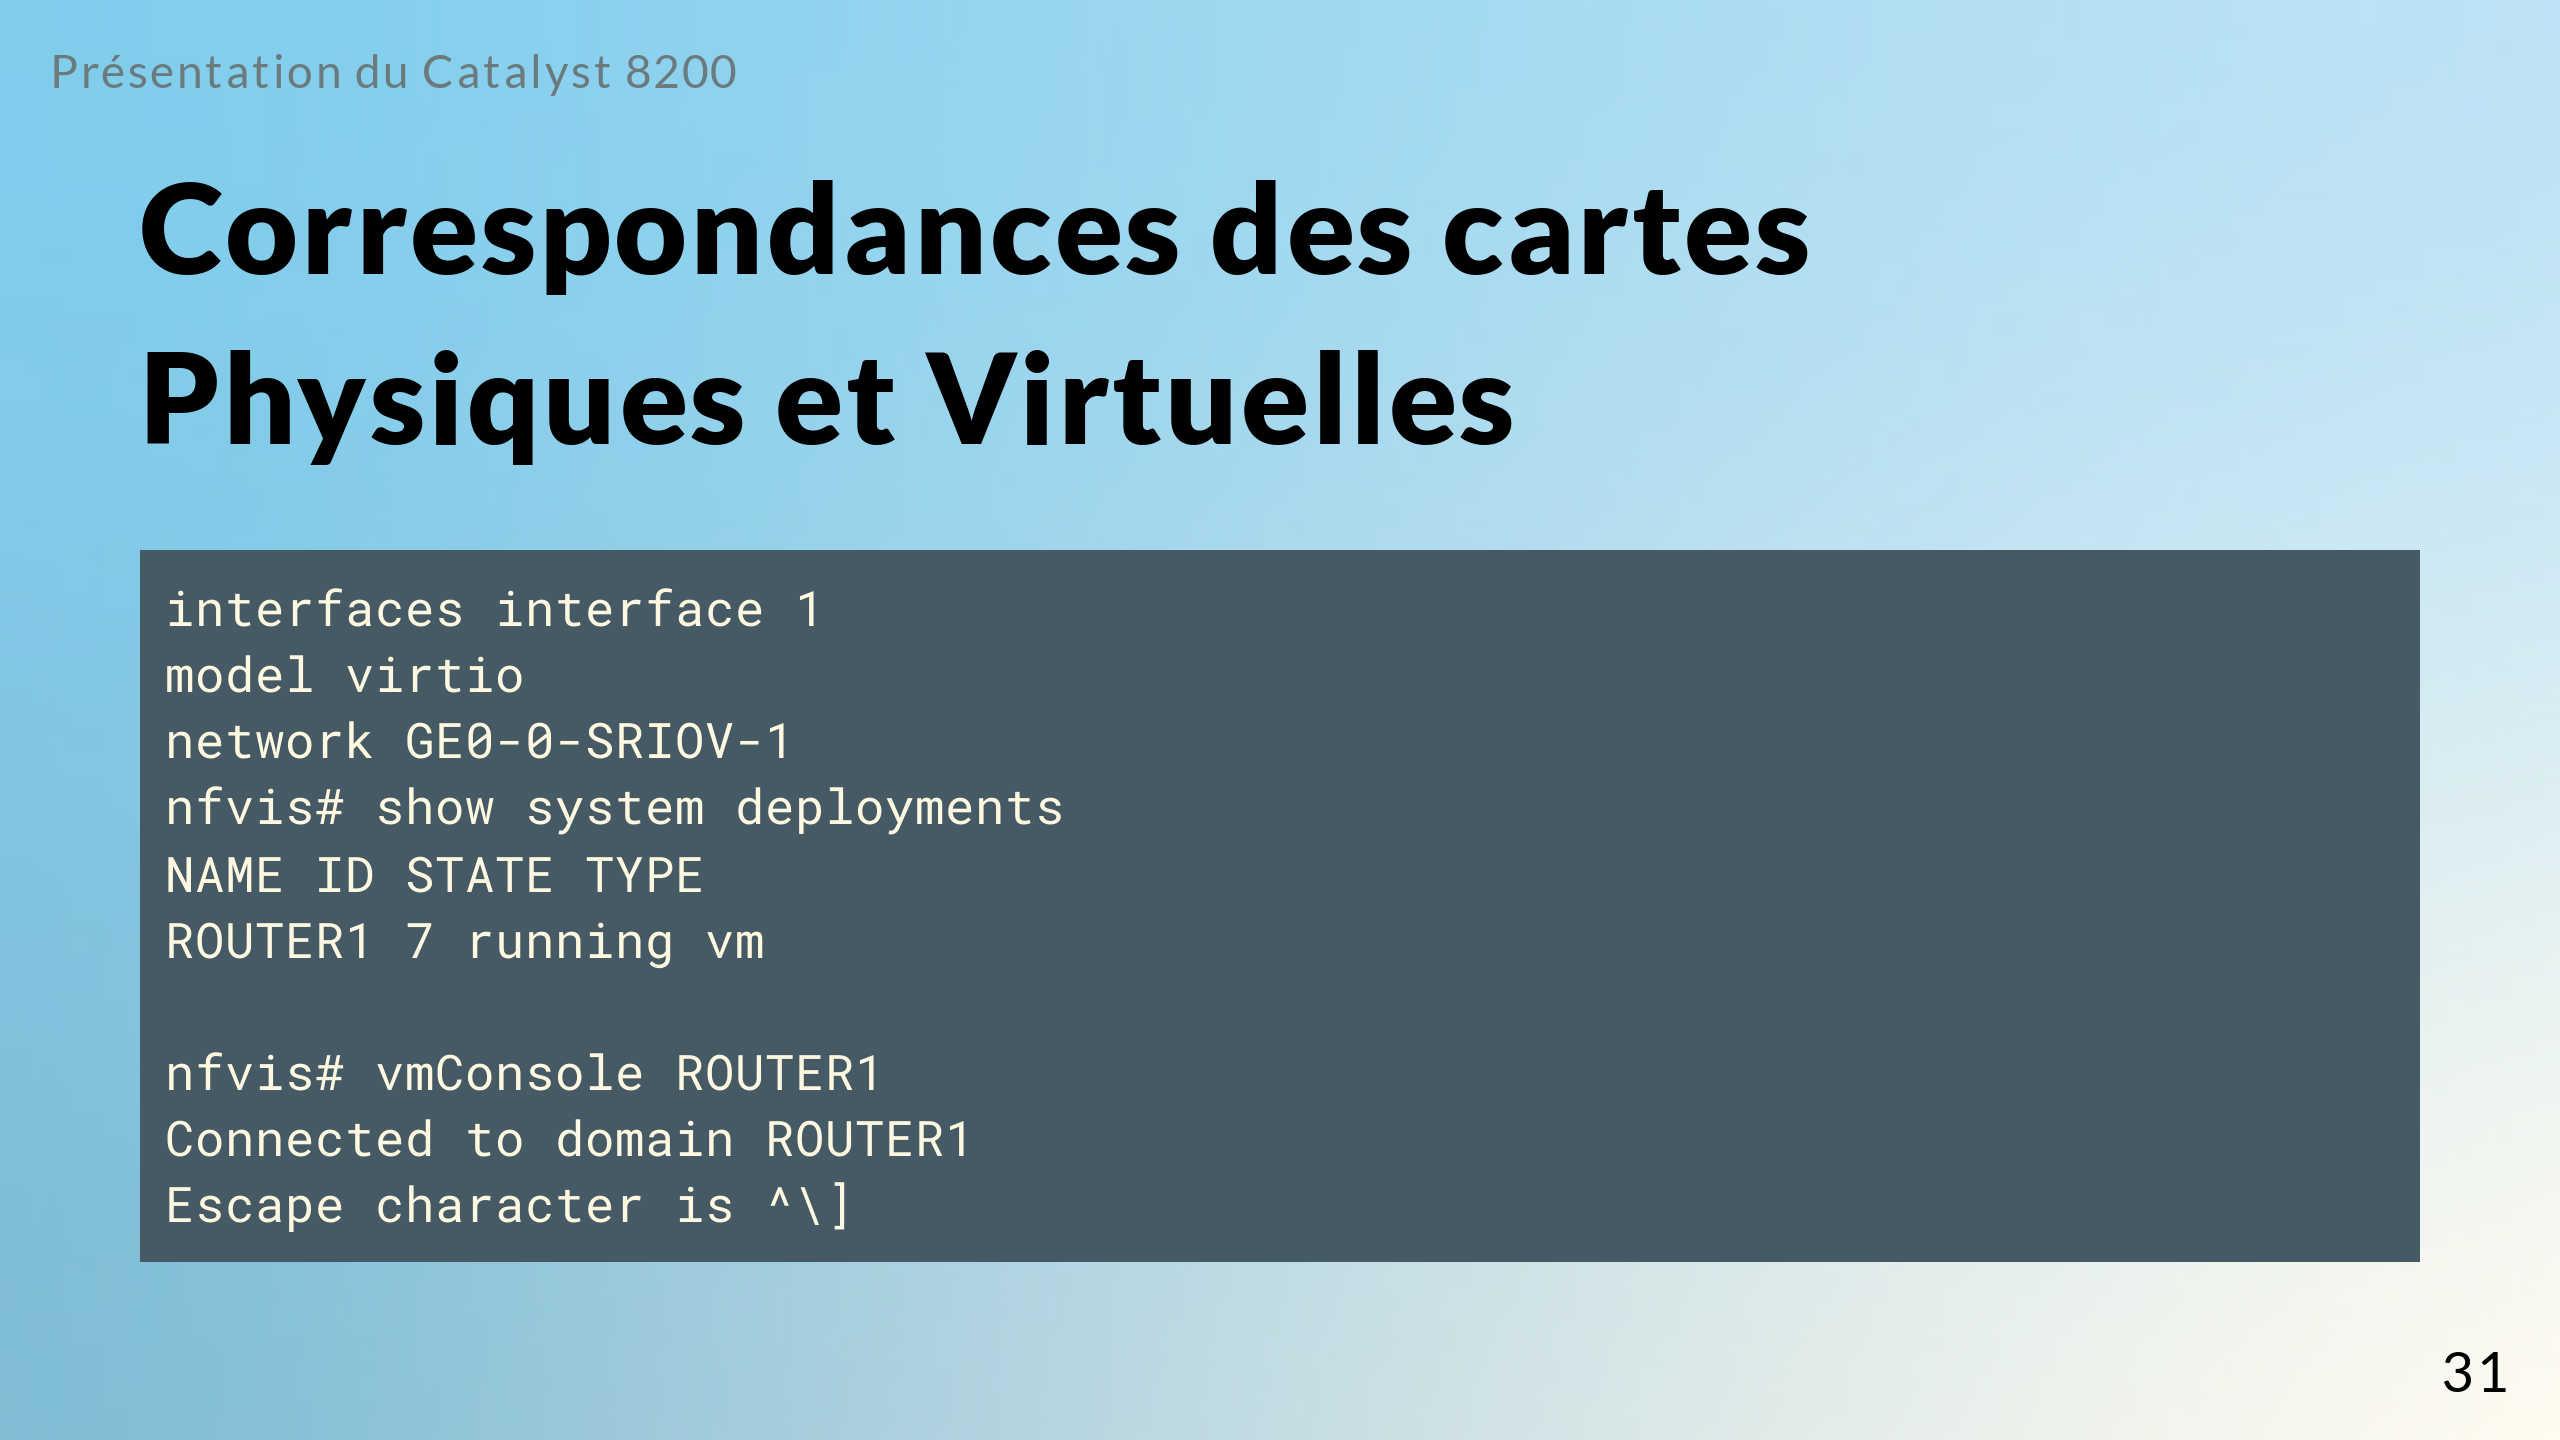 Présentation du Catalyst 8200
Correspondances des cartes
Physiques et Virtuelles
interfaces interface 1
model virtio
network GE0-0-SRIOV-1
nfvis# show system deployments
NAME ID STATE TYPE
ROUTER1 7 running vm
nfvis# vmConsole ROUTER1
Connected to domain ROUTER1
Escape character is ^\]
31